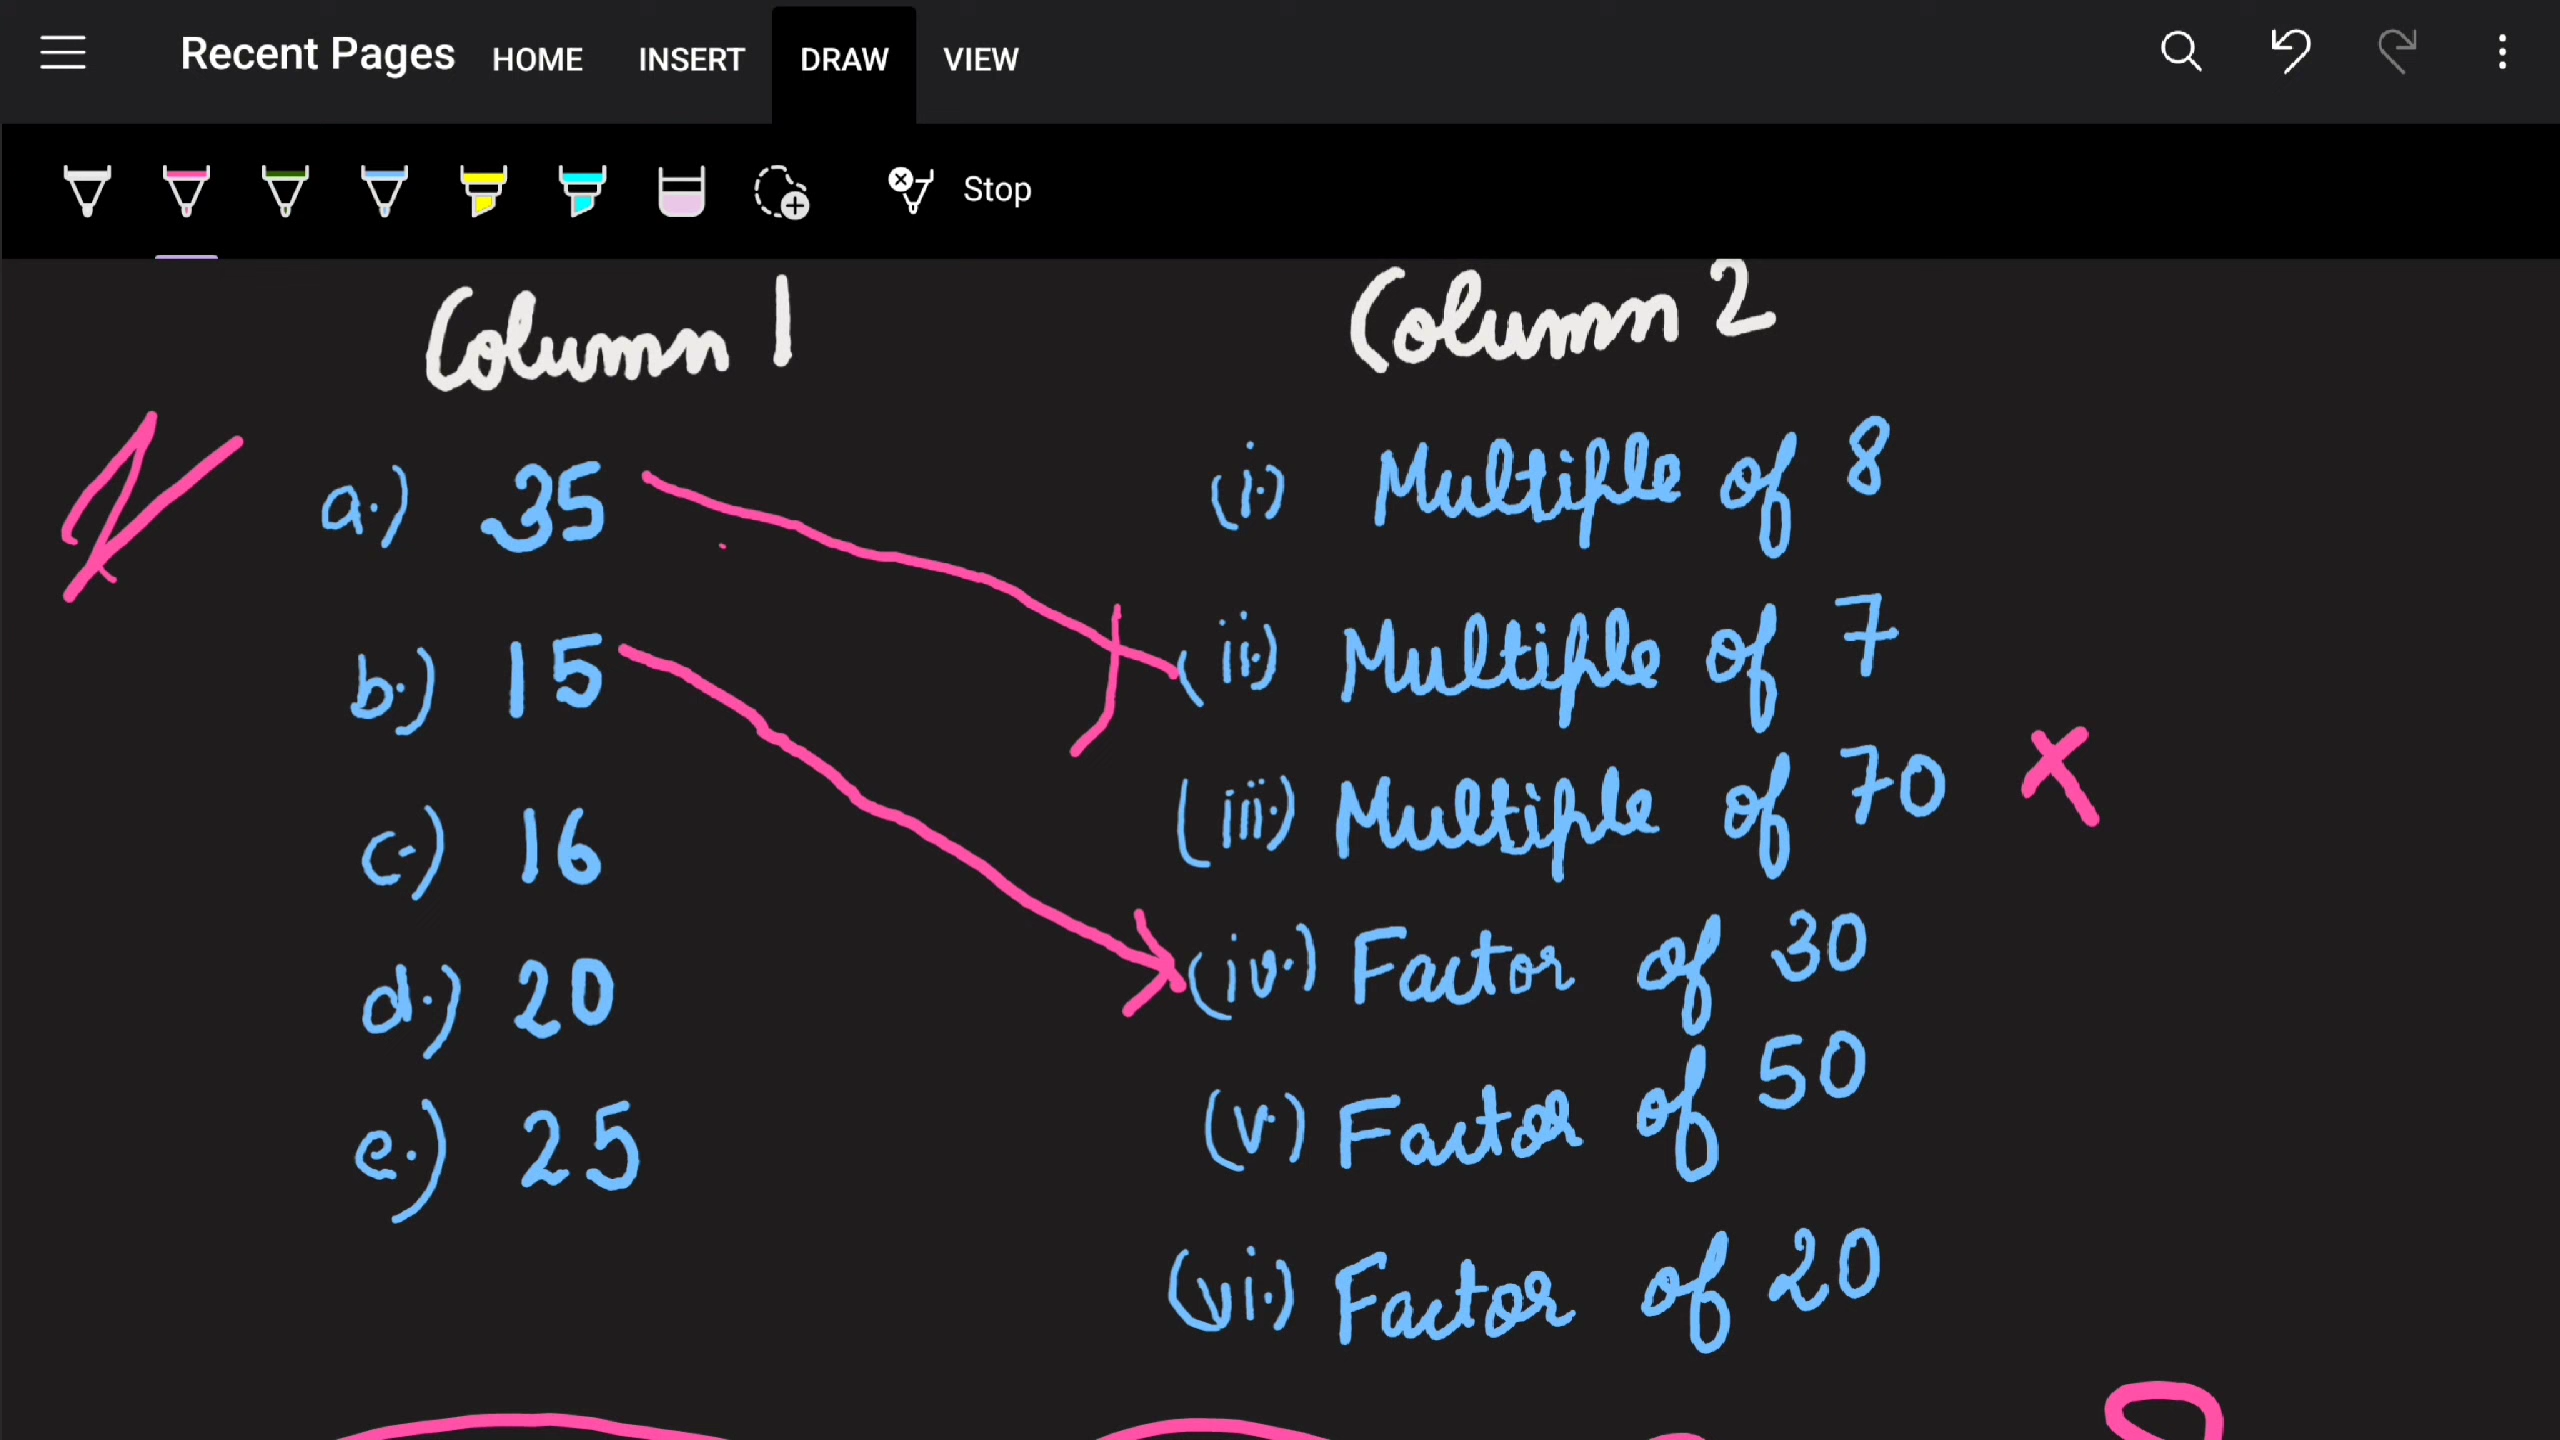 Recent Pages HOME INSERT DRAW VIEW
Stop
Column 1 Column 2
a.) 35 (i.) Multiple of 8
b.) 15 (ii.) Multiple of 7
c.) 16 (iii.) Multiple of 70
d.) 20 (iv.) Factor of 30
e.) 25 (v.) Factor of 50
(vi.) Factor of 20